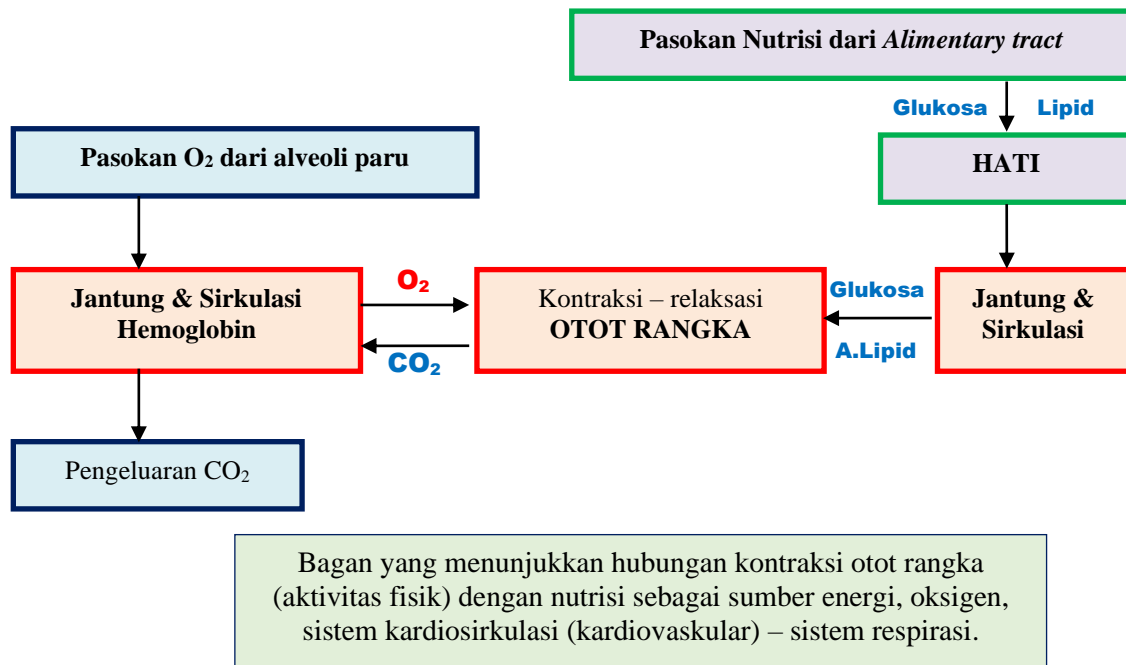 Pasokan Nutrisi dari Alimentary tract
Glukosa Lipid
Pasokan O₂ dari alveoli paru
HATI
Jantung & Sirkulasi
Hemoglobin
O₂
CO₂
Kontraksi – relaksasi
OTOT RANGKA
Glukosa
A.Lipid
Jantung &
Sirkulasi
Pengeluaran CO₂
Bagan yang menunjukkan hubungan kontraksi otot rangka
(aktivitas fisik) dengan nutrisi sebagai sumber energi, oksigen,
sistem kardiosirkulasi (kardiovaskular) – sistem respirasi.